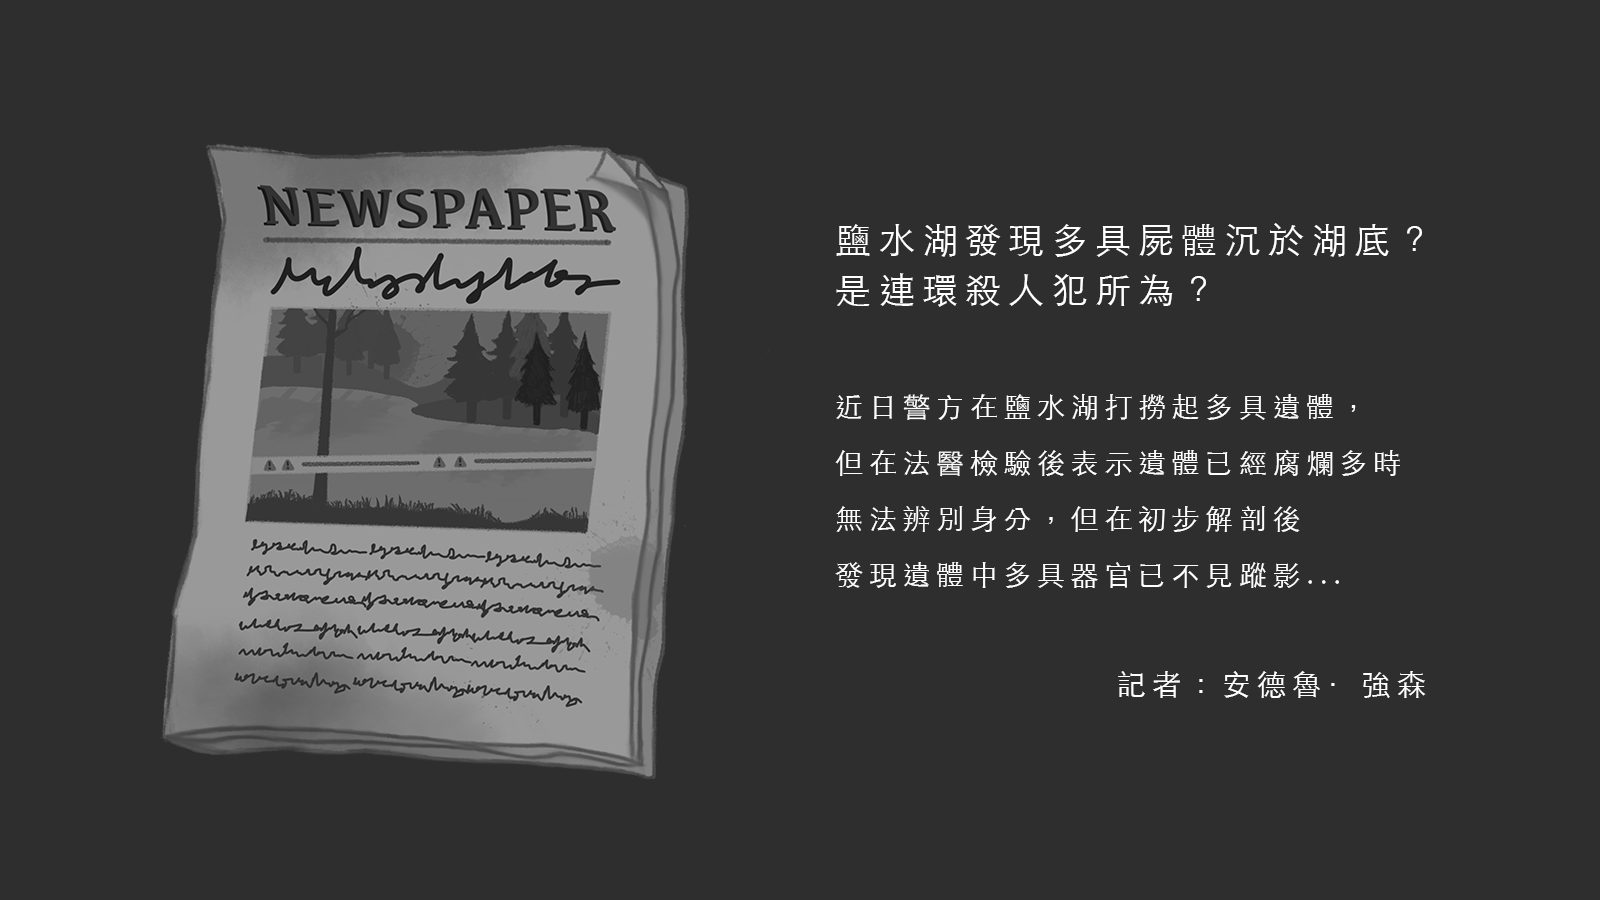 NEWSPAPER
鹽水湖發現多具屍體沉於湖底？
是連環殺人犯所為？
近日警方在鹽水湖打撈起多具遺體，
但在法醫檢驗後表示遺體已經腐爛多時
無法辨別身分，但在初步解剖後
發現遺體中多具器官已不見蹤影...
記者：安德魯· 強森